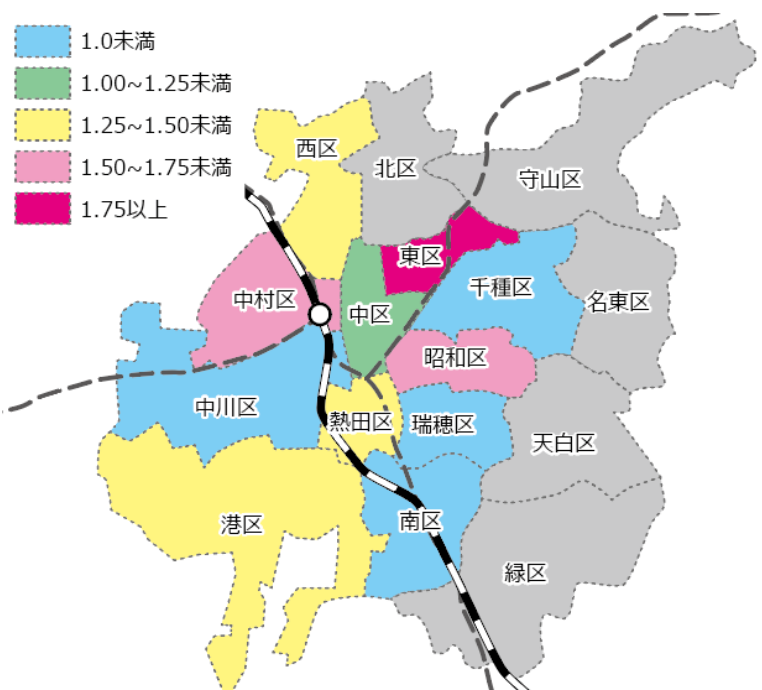 1.0未満
1.00~1.25未満
1.25~1.50未満
1.50~1.75未満
1.75以上
西区
北区
守山区
東区
千種区
中村区
中区
名東区
昭和区
中川区
熱田区
瑞穂区
天白区
港区
南区
緑区